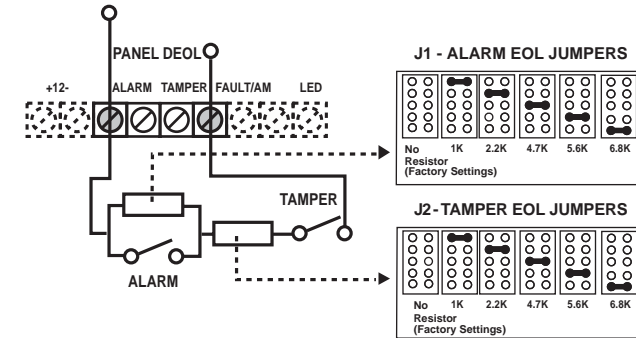 PANEL DEOL
+12- ALARM TAMPER FAULT/AM LED
TAMPER
ALARM
J1 - ALARM EOL JUMPERS
No 1K 2.2K 4.7K 5.6K 6.8K
Resistor
(Factory Settings)
J2-TAMPER EOL JUMPERS
No 1K 2.2K 4.7K 5.6K 6.8K
Resistor
(Factory Settings)